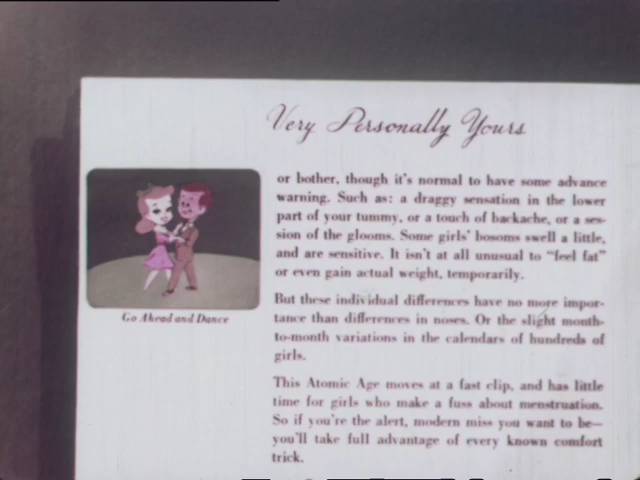 Very Personally Yours
or bother, though it's normal to have some advance
warning. Such as: a draggy sensation in the lower
part of your tummy, or a touch of backache, or a ses-
sion of the glooms. Some girls' bosoms swell a little,
and are sensitive. It isn't at all unusual to "feel fat"
or even gain actual weight, temporarily.
Go Ahead and Dance
But these individual differences have no more impor-
tance than differences in noses. Or the slight month-
to-month variations in the calendars of hundreds of
girls.
This Atomic Age moves at a fast clip, and has little
time for girls who make a fuss about menstruation.
So if you're the alert, modern miss you want to be—
you'll take full advantage of every known comfort
trick.